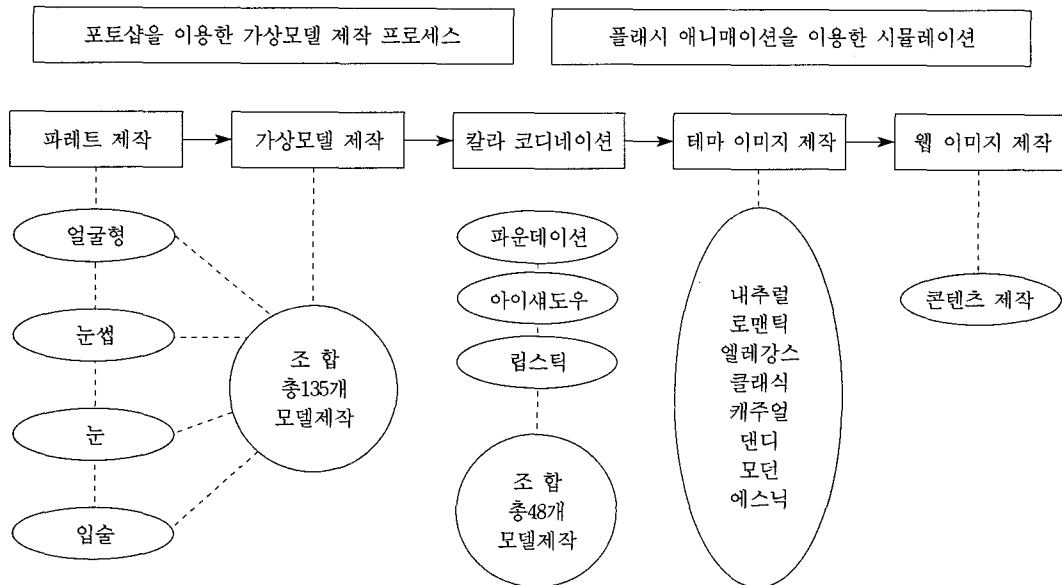 포토샵을 이용한 가상모델 제작 프로세스
플래시 애니매이션을 이용한 시뮬레이션
파레트 제작
가상모델 제작
칼라 코디네이션
테마 이미지 제작
웹 이미지 제작
얼굴형
눈썹
눈
입술
조 합
총135개
모델제작
파운데이션
아이섀도우
립스틱
조 합
총48개
모델제작
내추럴
로맨틱
엘레강스
클래식
캐주얼
댄디
모던
에스닉
콘텐츠 제작